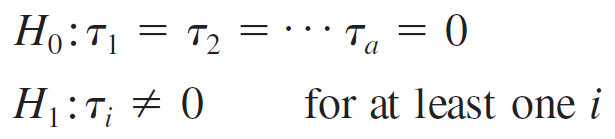 H₀: τ₁ = τ₂ = ··· τₐ = 0
H₁: τᵢ ≠ 0 for at least one i